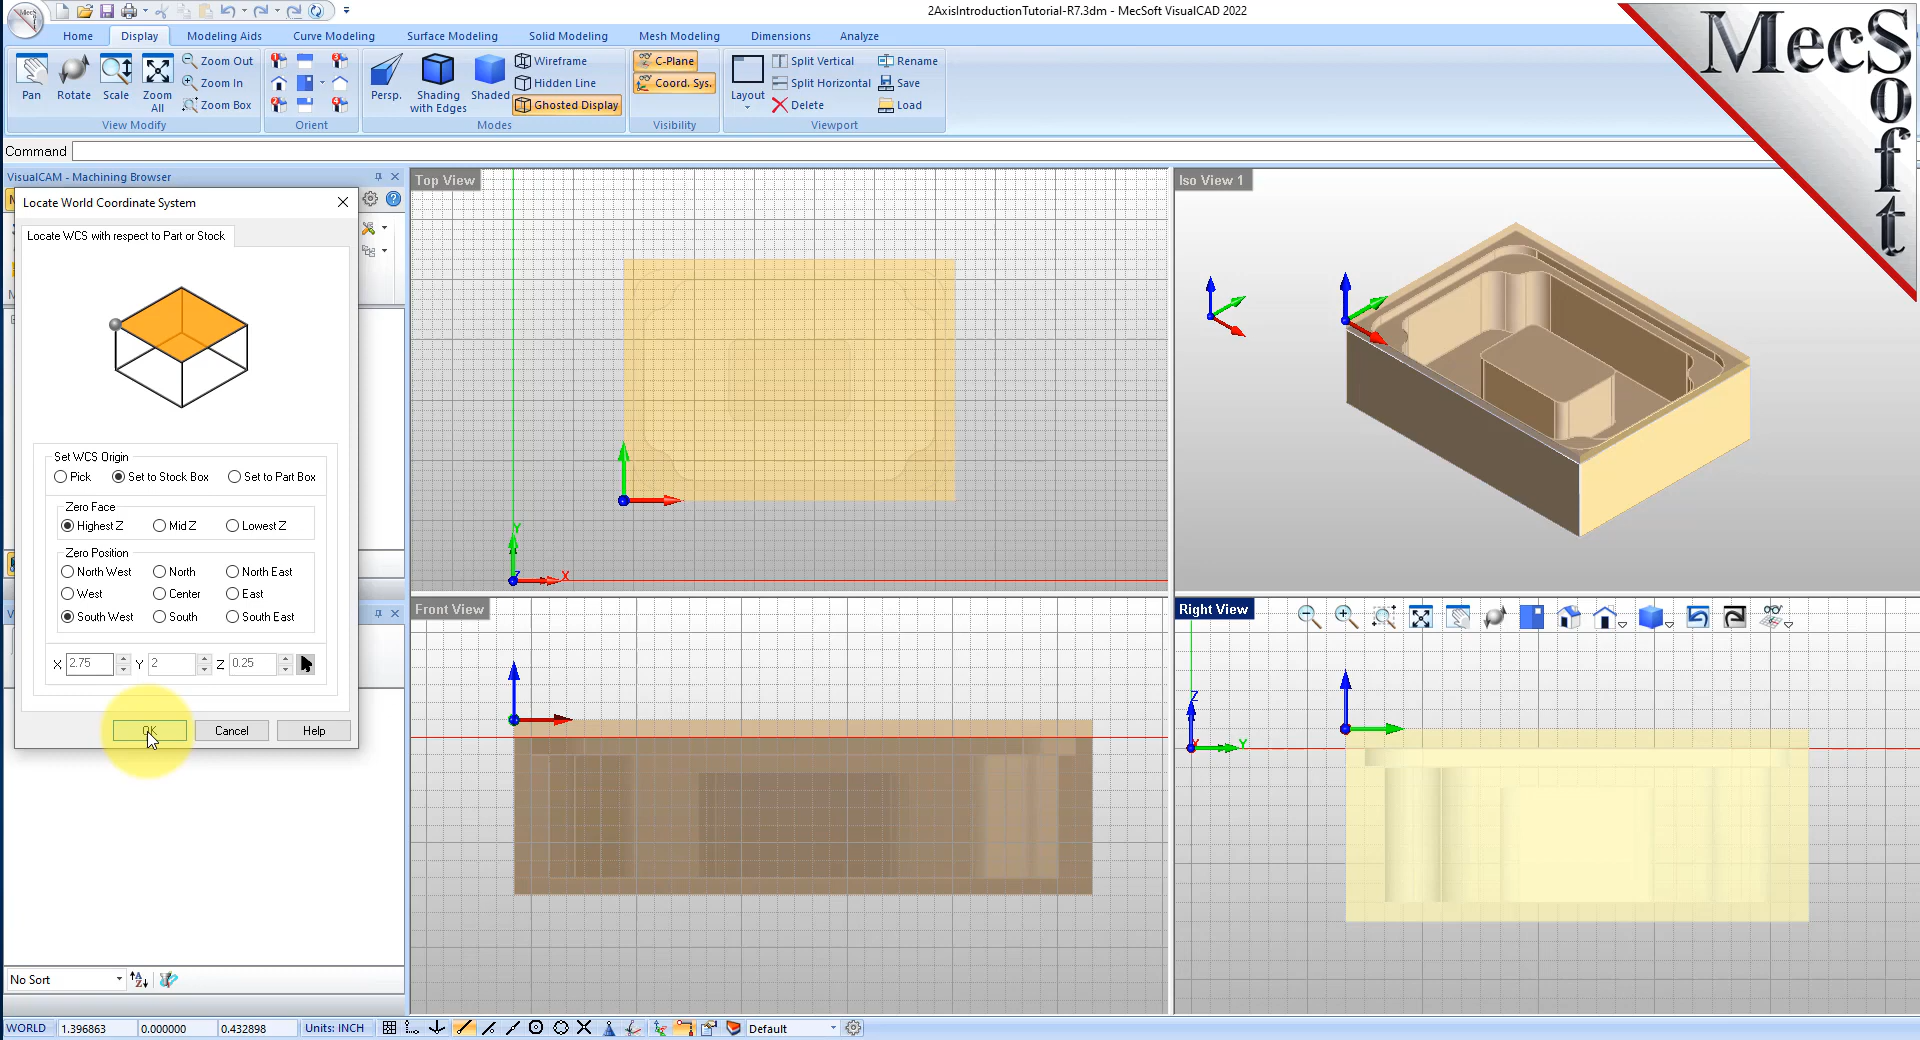 2AxisIntroductionTutorial-R7.3dm - MecSoft VisualCAD 2022
MecSoft
Home Display Modeling Aids Curve Modeling Surface Modeling Solid Modeling Mesh Modeling Dimensions Analyze
Pan Rotate Scale Zoom All
Zoom Out
Zoom In
Zoom Box
View Modify
Orient
Persp. Shading with Edges Shaded
Wireframe
Hidden Line
Ghosted Display
Modes
C-Plane
Coord. Sys.
Visibility
Layout
Split Vertical
Split Horizontal
Delete
Rename
Save
Load
Viewport
Command
VisualCAM - Machining Browser
Locate World Coordinate System
Locate WCS with respect to Part or Stock
Set WCS Origin
Pick Set to Stock Box Set to Part Box
Zero Face
Highest Z Mid Z Lowest Z
Zero Position
North West North North East
West Center East
South West South South East
X 2.75 Y 2 Z 0.25
OK Cancel Help
No Sort
Top View
Y
X
Iso View 1
Front View
Right View
Z
Y
WORLD 1.396863 0.000000 0.432898 Units: INCH Default